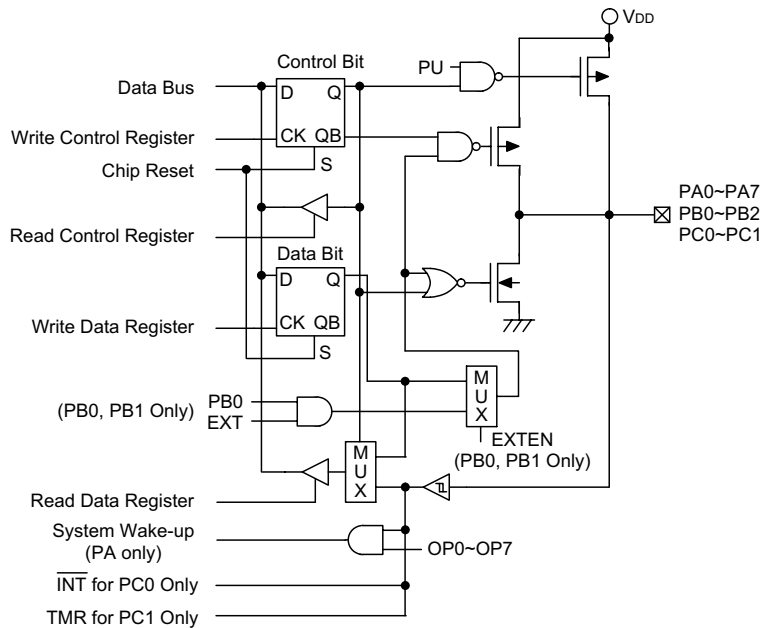 VDD
Control Bit
PU
Data Bus
D Q
Write Control Register
CK QB
Chip Reset
S
PA0~PA7
PB0~PB2
PC0~PC1
Read Control Register
Data Bit
D Q
Write Data Register
CK QB
S
M
U
X
(PB0, PB1 Only)
PB0
EXT
EXTEN
(PB0, PB1 Only)
M
U
X
Read Data Register
System Wake-up
(PA only)
OP0~OP7
INT for PC0 Only
TMR for PC1 Only